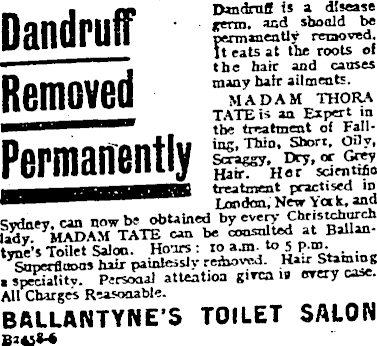 Dandruff
Removed
Permanently
Dandruff is a disease
germ, and should be
permanently removed.
It eats at the roots of
the hair and causes
many hair ailments.
MADAM THORA
TATE is an Expert in
the treatment of Fall-
ing, Thin, Short, Oily,
Scraggy, Dry, or Grey
Hair. Her scientific
treatment practised in
London, New York, and
Sydney, can now be obtained by every Christchurch
lady. MADAM TATE can be consulted at Ballan-
tyne's Toilet Salon. Hours: 10 a.m. to 5 p.m.
Superfluous hair painlessly removed. Hair Staining
a speciality. Personal attention given in every case.
All Charges Reasonable.
BALLANTYNE'S TOILET SALON
B2458-6